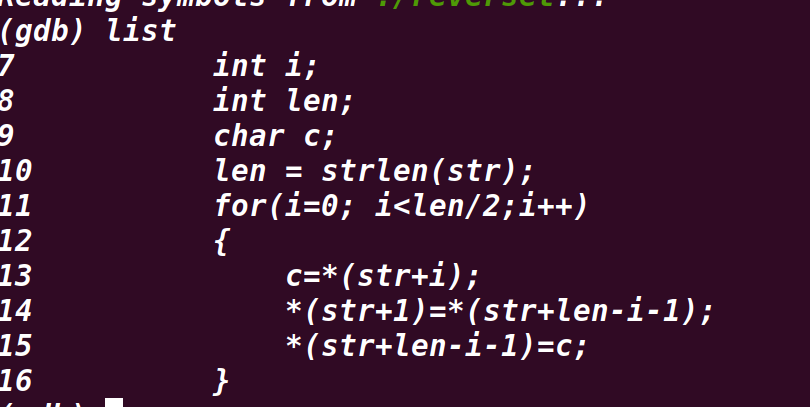 Reading symbols from ./reverse1...
(gdb) list
7 int i;
8 int len;
9 char c;
10 len = strlen(str);
11 for(i=0; i<len/2;i++)
12 {
13 c=*(str+i);
14 *(str+1)=*(str+len-i-1);
15 *(str+len-i-1)=c;
16 }
(gdb)